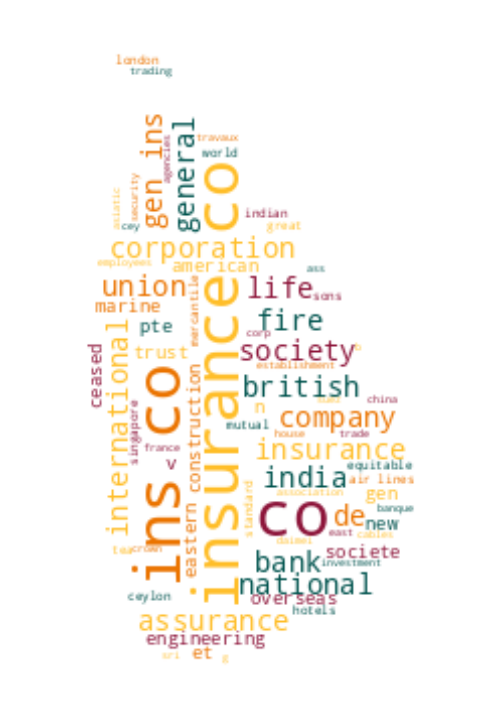 london
trading
gen ins
general
agencies
travaux
world
insurance co
security
asiatic
cey
indian
great
corporation
employees
american
ass
union
life
sons
marine
mercantile
pte
fire
corp
trust
society
ceased
international
establishment
british
ins co
construction
n
china
singapore
company
mutual
house
trade
france
insurance
v
equitable
india
air lines
standard
association
gen
co
de
banque
new
eastern
east
cables
daimei
tea
crown
societe
bank
investment
national
ceylon
overseas
hotels
assurance
engineering
sri
et
g